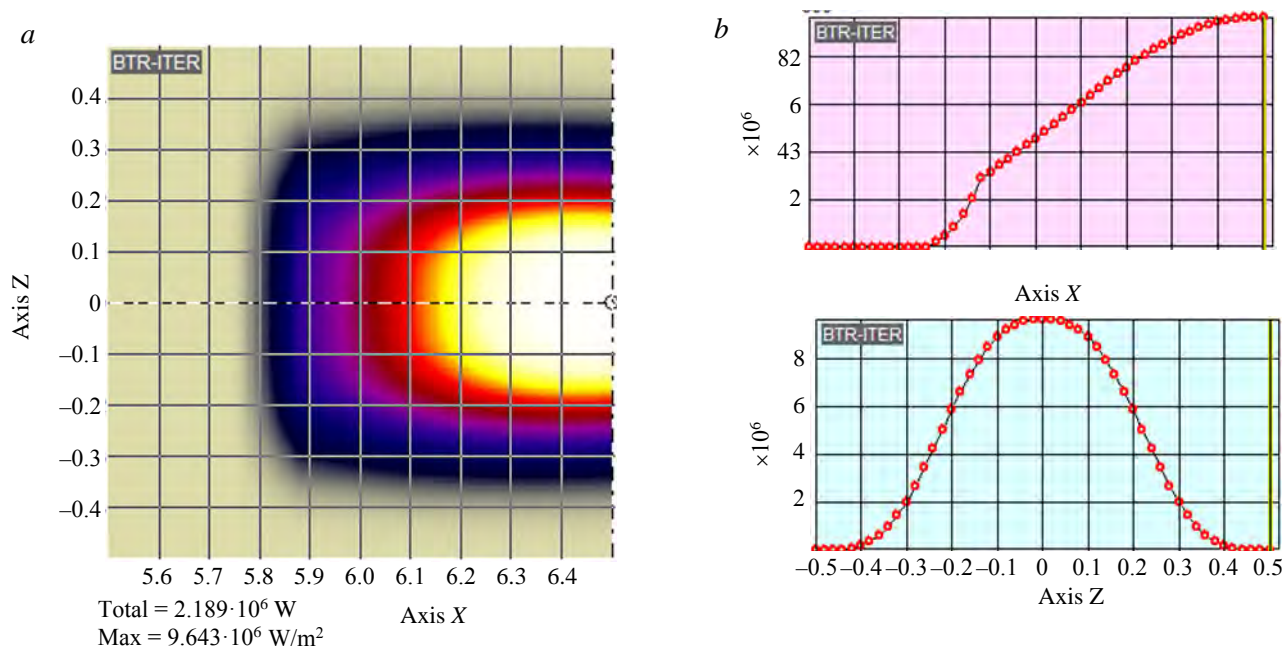 a
BTR-ITER
0.4
0.3
0.2
0.1
0
–0.1
–0.2
–0.3
–0.4
Axis Z
5.6 5.7 5.8 5.9 6.0 6.1 6.2 6.3 6.4
Axis X
Total = 2.189·10⁶ W
Max = 9.643·10⁶ W/m²
b
BTR-ITER
82
6
43
2
×10⁶
Axis X
BTR-ITER
8
6
4
2
×10⁶
–0.5 –0.4 –0.3 –0.2 –0.1 0 0.1 0.2 0.3 0.4 0.5
Axis Z